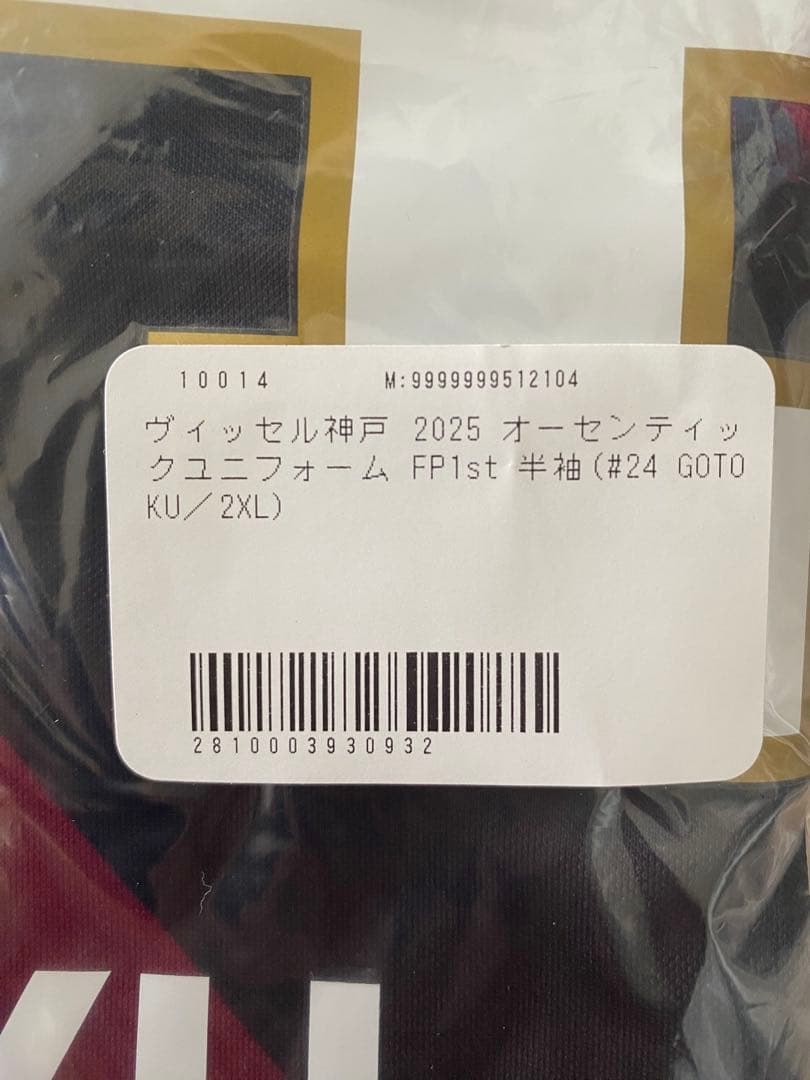 10014 M:9999999512104
ヴィッセル神戸 2025 オーセンティッ
クユニフォーム FP1st 半袖(#24 GOTO
KU／2XL)
2810003930932
KU